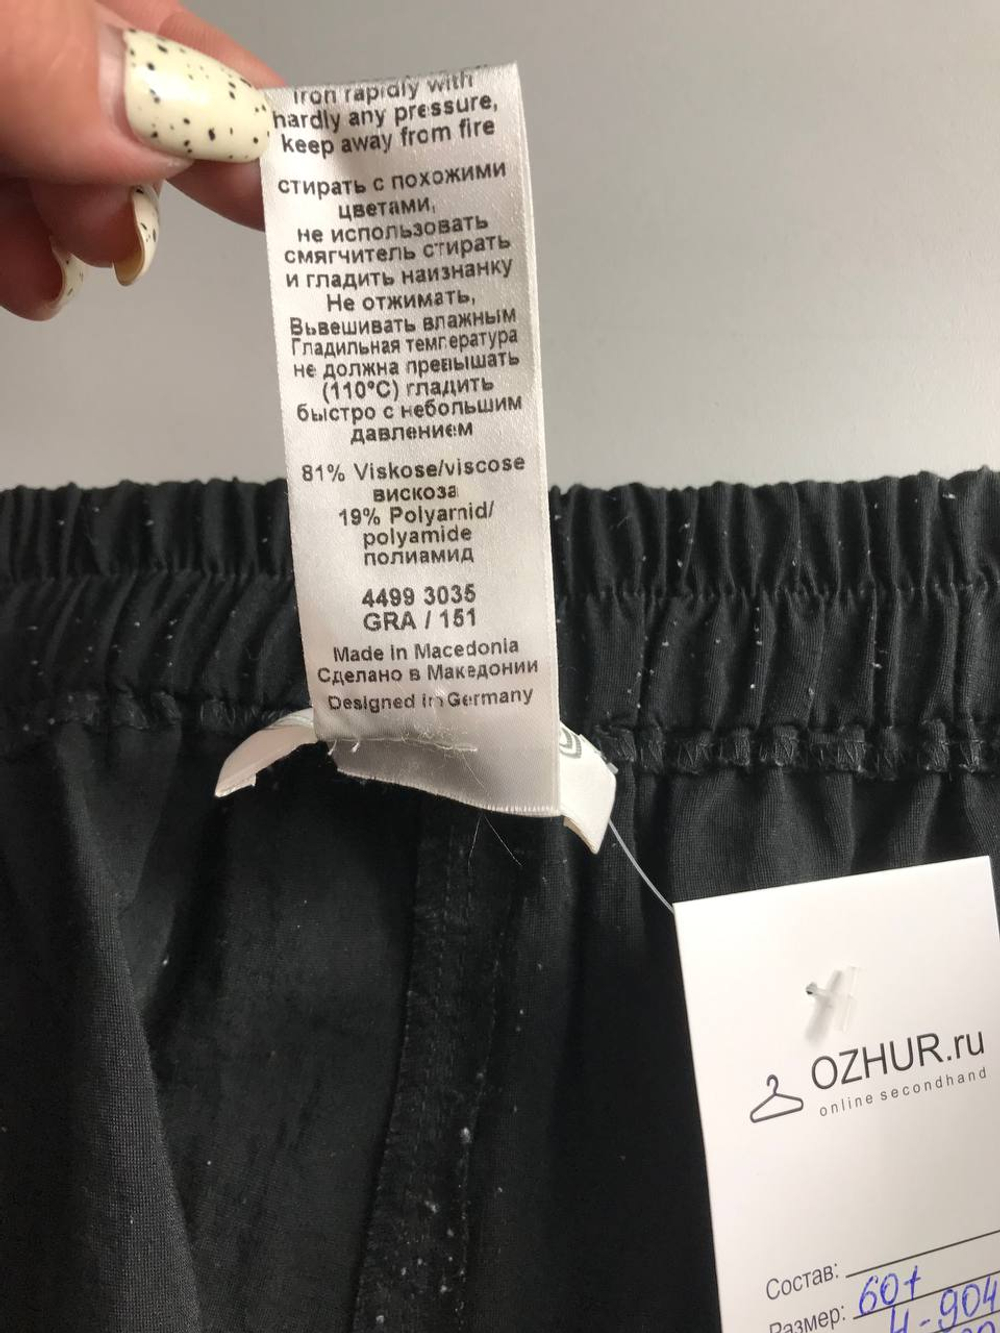 iron rapidly with
hardly any pressure,
keep away from fire
стирать с похожими
цветами,
не использовать
смягчитель стирать
и гладить наизнанку
Не отжимать,
Вывешивать влажным
Гладильная температура
не должна превышать
(110°C) гладить
быстро с небольшим
давлением
81% Viskose/viscose
вискоза
19% Polyamid/
polyamide
полиамид
4499 3035
GRA / 151
Made in Macedonia
Сделано в Македонии
Designed in Germany
OZHUR.ru
online secondhand
Состав:
Размер: 60+
4-904